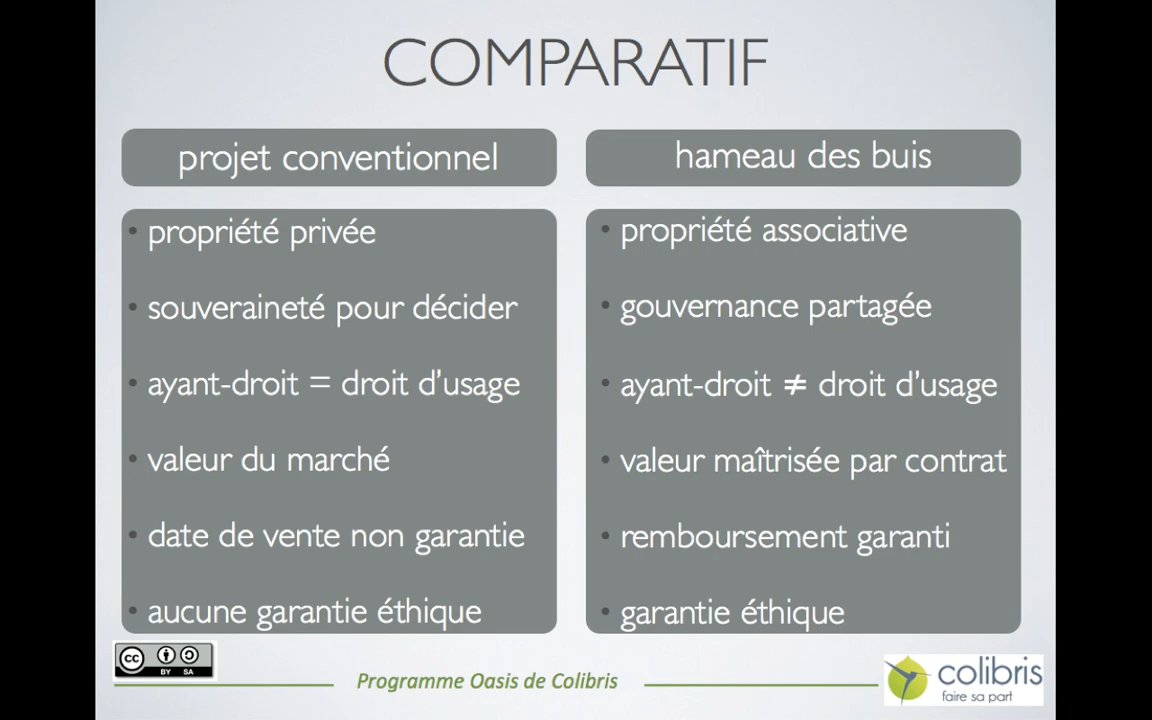 COMPARATIF
projet conventionnel
• propriété privée
• souveraineté pour décider
• ayant-droit = droit d'usage
• valeur du marché
• date de vente non garantie
• aucune garantie éthique
hameau des buis
• propriété associative
• gouvernance partagée
• ayant-droit ≠ droit d'usage
• valeur maîtrisée par contrat
• remboursement garanti
• garantie éthique
cc
BY SA
Programme Oasis de Colibris
colibris
faire sa part